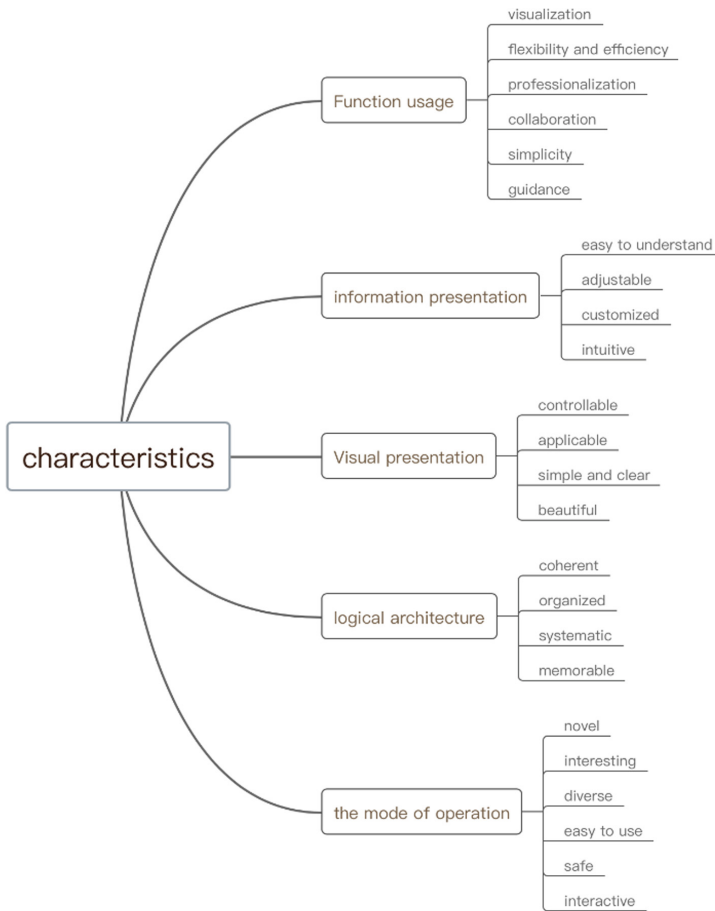 characteristics
Function usage
visualization
flexibility and efficiency
professionalization
collaboration
simplicity
guidance
information presentation
easy to understand
adjustable
customized
intuitive
Visual presentation
controllable
applicable
simple and clear
beautiful
logical architecture
coherent
organized
systematic
memorable
the mode of operation
novel
interesting
diverse
easy to use
safe
interactive